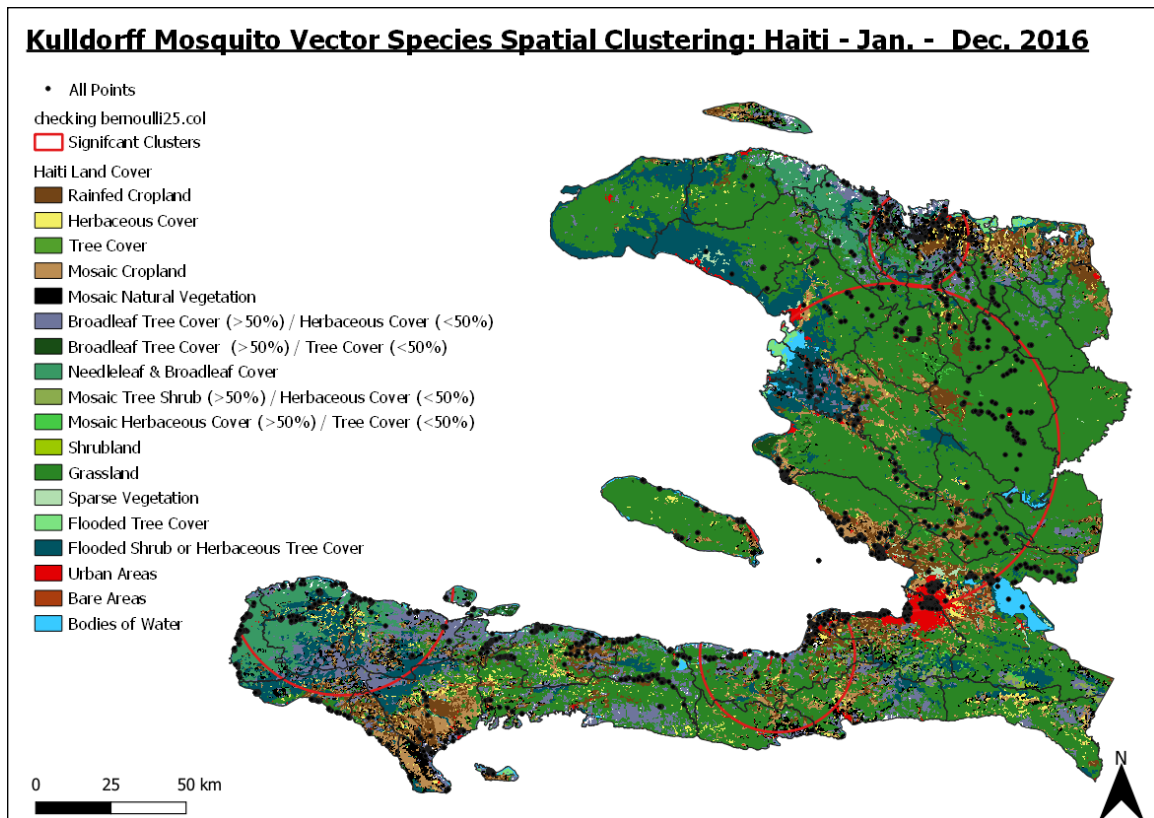 Kulldorff Mosquito Vector Species Spatial Clustering: Haiti - Jan. - Dec. 2016
All Points
checking bernoulli25.col
Signifcant Clusters
Haiti Land Cover
Rainfed Cropland
Herbaceous Cover
Tree Cover
Mosaic Cropland
Mosaic Natural Vegetation
Broadleaf Tree Cover (>50%) / Herbaceous Cover (<50%)
Broadleaf Tree Cover (>50%) / Tree Cover (<50%)
Needleleaf & Broadleaf Cover
Mosaic Tree Shrub (>50%) / Herbaceous Cover (<50%)
Mosaic Herbaceous Cover (>50%) / Tree Cover (<50%)
Shrubland
Grassland
Sparse Vegetation
Flooded Tree Cover
Flooded Shrub or Herbaceous Tree Cover
Urban Areas
Bare Areas
Bodies of Water
0 25 50 km
N